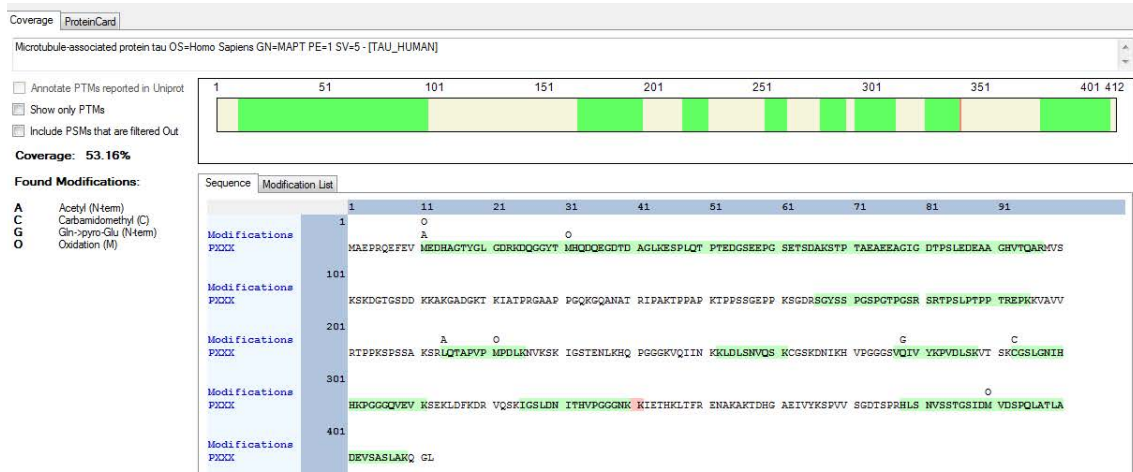 Coverage ProteinCard
Microtubule-associated protein tau OS=Homo Sapiens GN=MAPT PE=1 SV=5 - [TAU_HUMAN]
Annotate PTMs reported in Uniprot
Show only PTMs
Include PSMs that are filtered Out
Coverage: 53.16%
Found Modifications:
A Acetyl (N-term)
C Carbamidomethyl (C)
G Gln->pyro-Glu (N-term)
O Oxidation (M)
1 51 101 151 201 251 301 351 401 412
Sequence Modification List
1 11 21 31 41 51 61 71 81 91
1 O
Modifications A O
PXXX MAEPRQEFEV MEDHAGTYGL GDRKDQGGYT MHQDQEGDTD AGLKESPLQT PTEDGSEEPG SETSDAKSTP TAEAEEAGIG DTPSLEDEAA GHVTQARMVS
101
Modifications
PXXX KSKDGTGSDD KKAKGADGKT KIATPRGAAP PGQKGQANAT RIPAKTPPAP KTPPSSGEPP KSGDRSGYSS PGSPGTPGSR SRTPSLPTPP TREPKKVAVV
201
Modifications A O
PXXX RTPPKSPSSA KSRLQTAPVP MPDLKNVKSK IGSTENLKHQ PGGGKVQIIN KKLDLSNVQS KCGSKDNIKH VPGGGSVQIV YKPVDLSKVT SKCGSLGNIH
G C
301
Modifications O
PXXX HKPGGGQVEV KSEKLDFKDR VQSKIGSLDN ITHVPGGGNK KIETHKLTFR ENAKAKTDHG AEIVYKSPVV SGDTSPRHLS NVSSTGSIDM VDSPQLATLA
401
Modifications
PXXX DEVSASLAKQ GL